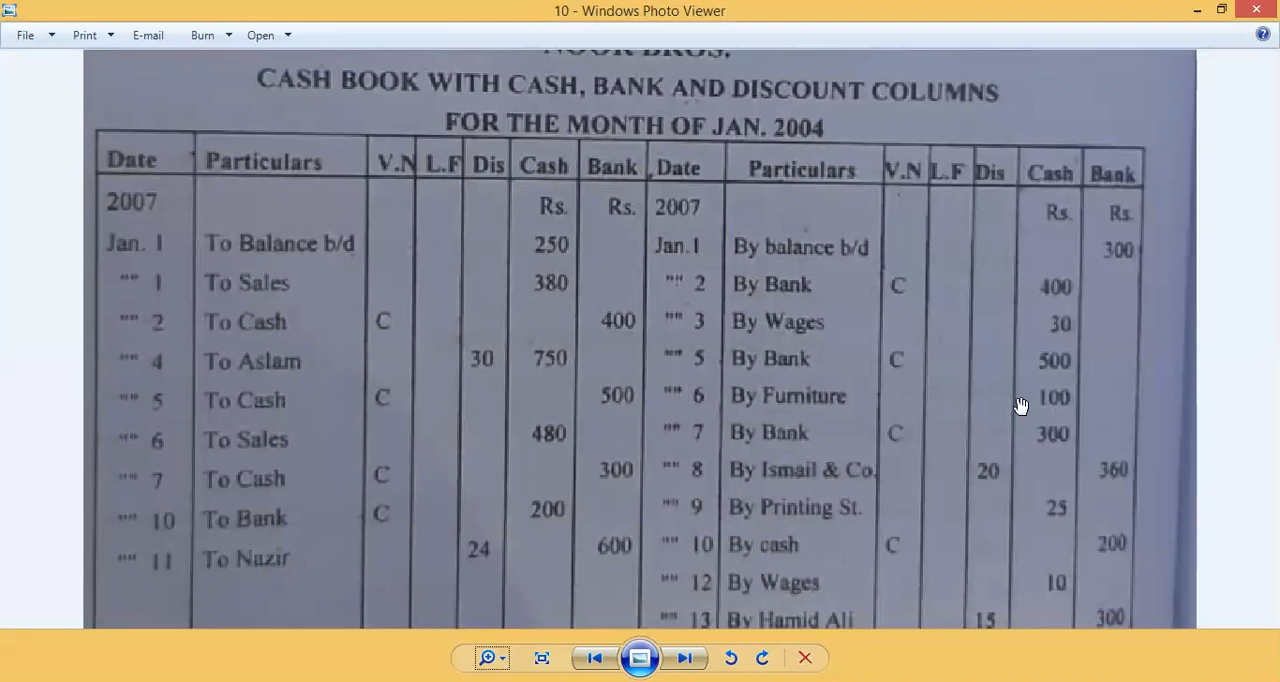 10 - Windows Photo Viewer
File Print E-mail Burn Open
NOOR BROS.
CASH BOOK WITH CASH, BANK AND DISCOUNT COLUMNS
FOR THE MONTH OF JAN. 2004
Date Particulars V.N L.F Dis Cash Bank Date Particulars V.N L.F Dis Cash Bank
2007 Rs. Rs. 2007 Rs. Rs.
Jan. 1 To Balance b/d 250 Jan. 1 By balance b/d 300
"" 1 To Sales 380 "" 2 By Bank C 400
"" 2 To Cash C 400 "" 3 By Wages 30
"" 4 To Aslam 30 750 "" 5 By Bank C 500
"" 5 To Cash C 500 "" 6 By Furniture 100
"" 6 To Sales 480 "" 7 By Bank C 300
"" 7 To Cash C 300 "" 8 By Ismail & Co. 20 360
"" 10 To Bank C 200 "" 9 By Printing St. 25
"" 11 To Nazir 24 600 "" 10 By cash C 200
"" 12 By Wages 10
"" 13 By Hamid Ali 15 300